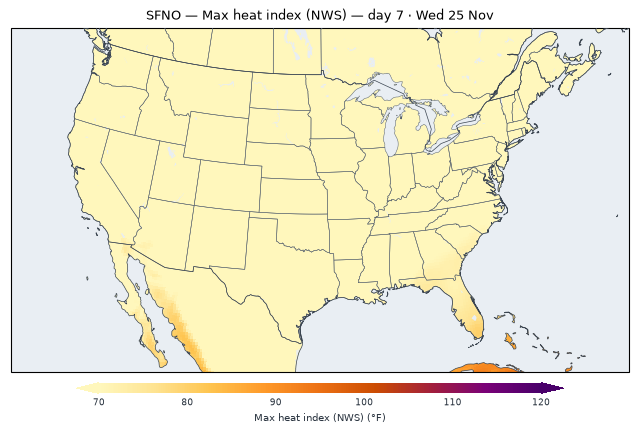 SFNO — Max heat index (NWS) — day 7 · Wed 25 Nov
70 80 90 100 110 120
Max heat index (NWS) (°F)